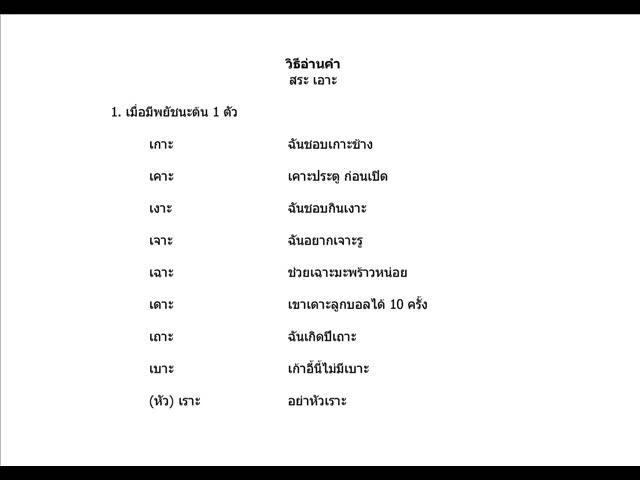 วิธีอ่านคำ
สระ เอาะ
1. เมื่อมีพยัชนะต้น 1 ตัว
เกาะ ฉันชอบเกาะช้าง
เคาะ เคาะประตู ก่อนเปิด
เงาะ ฉันชอบกินเงาะ
เจาะ ฉันอยากเจาะรู
เฉาะ ช่วยเฉาะมะพร้าวหน่อย
เดาะ เขาเดาะลูกบอลได้ 10 ครั้ง
เถาะ ฉันเกิดปีเถาะ
เบาะ เก้าอี้นี้ไม่มีเบาะ
(หัว) เราะ อย่าหัวเราะ